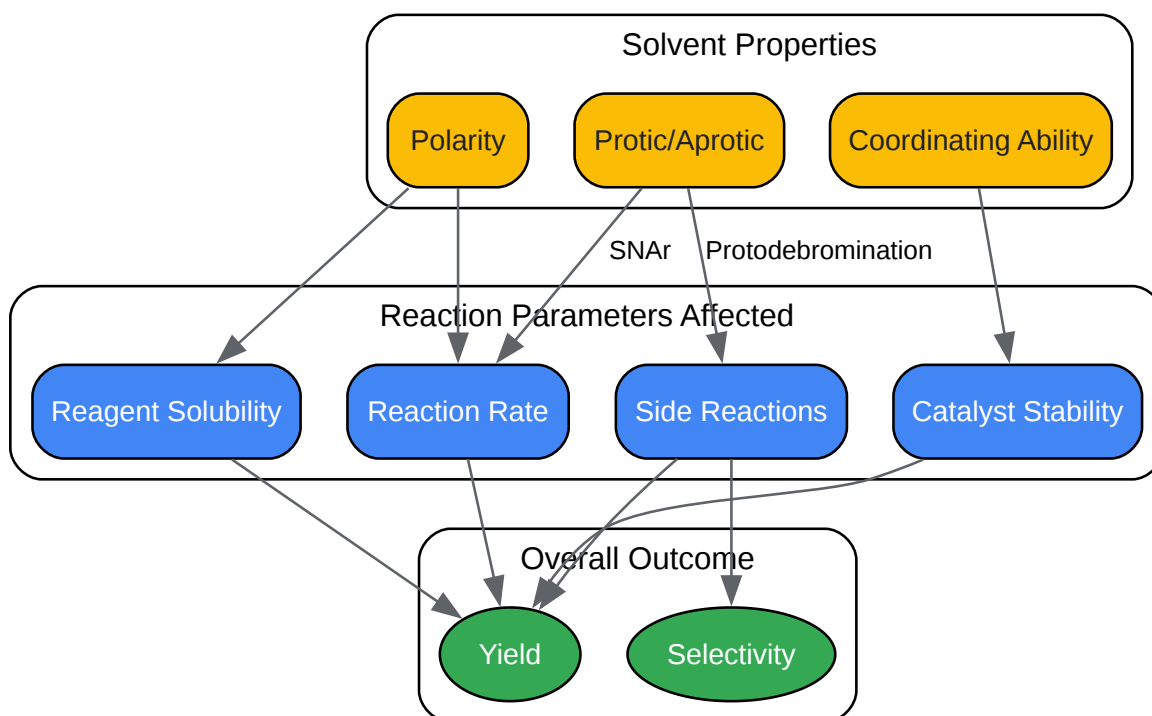 Solvent Properties
Polarity
Protic/Aprotic
Coordinating Ability
SNAr
Protodebromination
Reaction Parameters Affected
Reagent Solubility
Reaction Rate
Side Reactions
Catalyst Stability
Overall Outcome
Yield
Selectivity